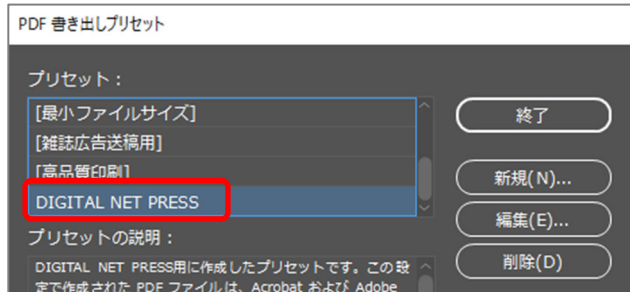 PDF 書き出しプリセット
プリセット：
[最小ファイルサイズ]
[雑誌広告送稿用]
[高品質印刷]
DIGITAL NET PRESS
プリセットの説明：
DIGITAL NET PRESS用に作成したプリセットです。この設
定で作成された PDF ファイルは、Acrobat および Adobe
終了
新規(N)...
編集(E)...
削除(D)